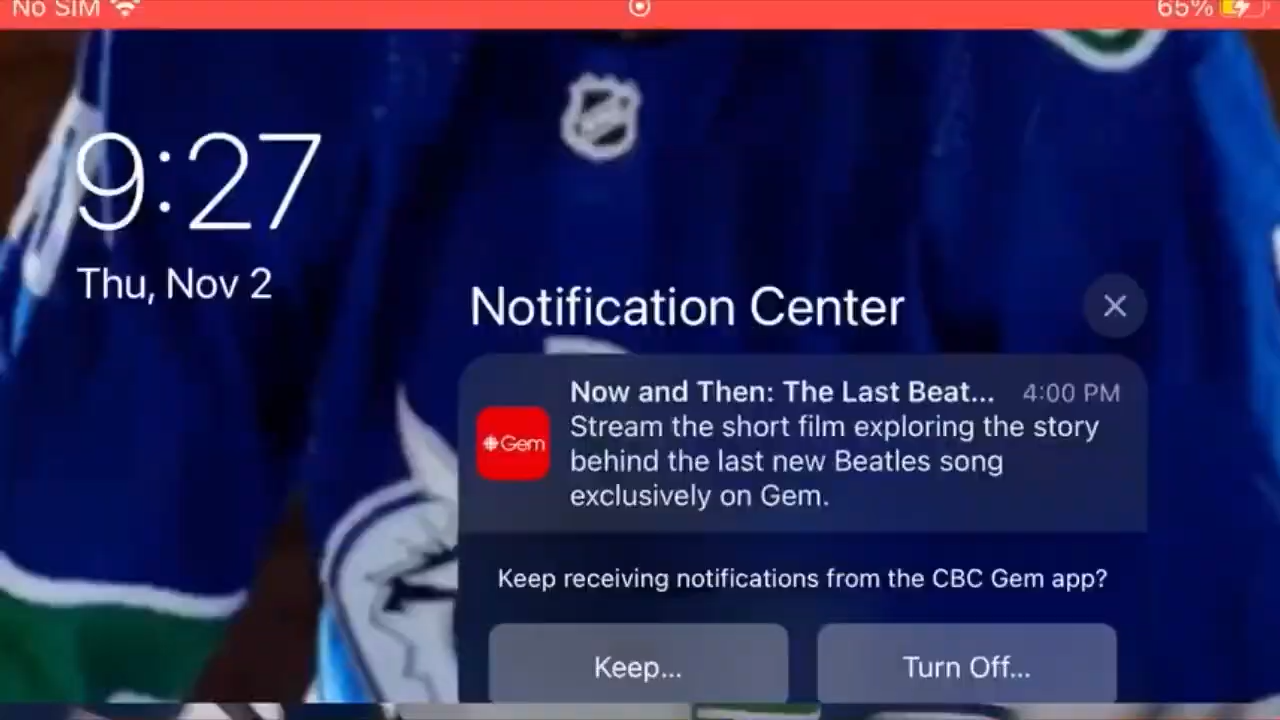 No SIM
65%
9:27
Thu, Nov 2
Notification Center
Now and Then: The Last Beat... 4:00 PM
Gem
Stream the short film exploring the story
behind the last new Beatles song
exclusively on Gem.
Keep receiving notifications from the CBC Gem app?
Keep... Turn Off...